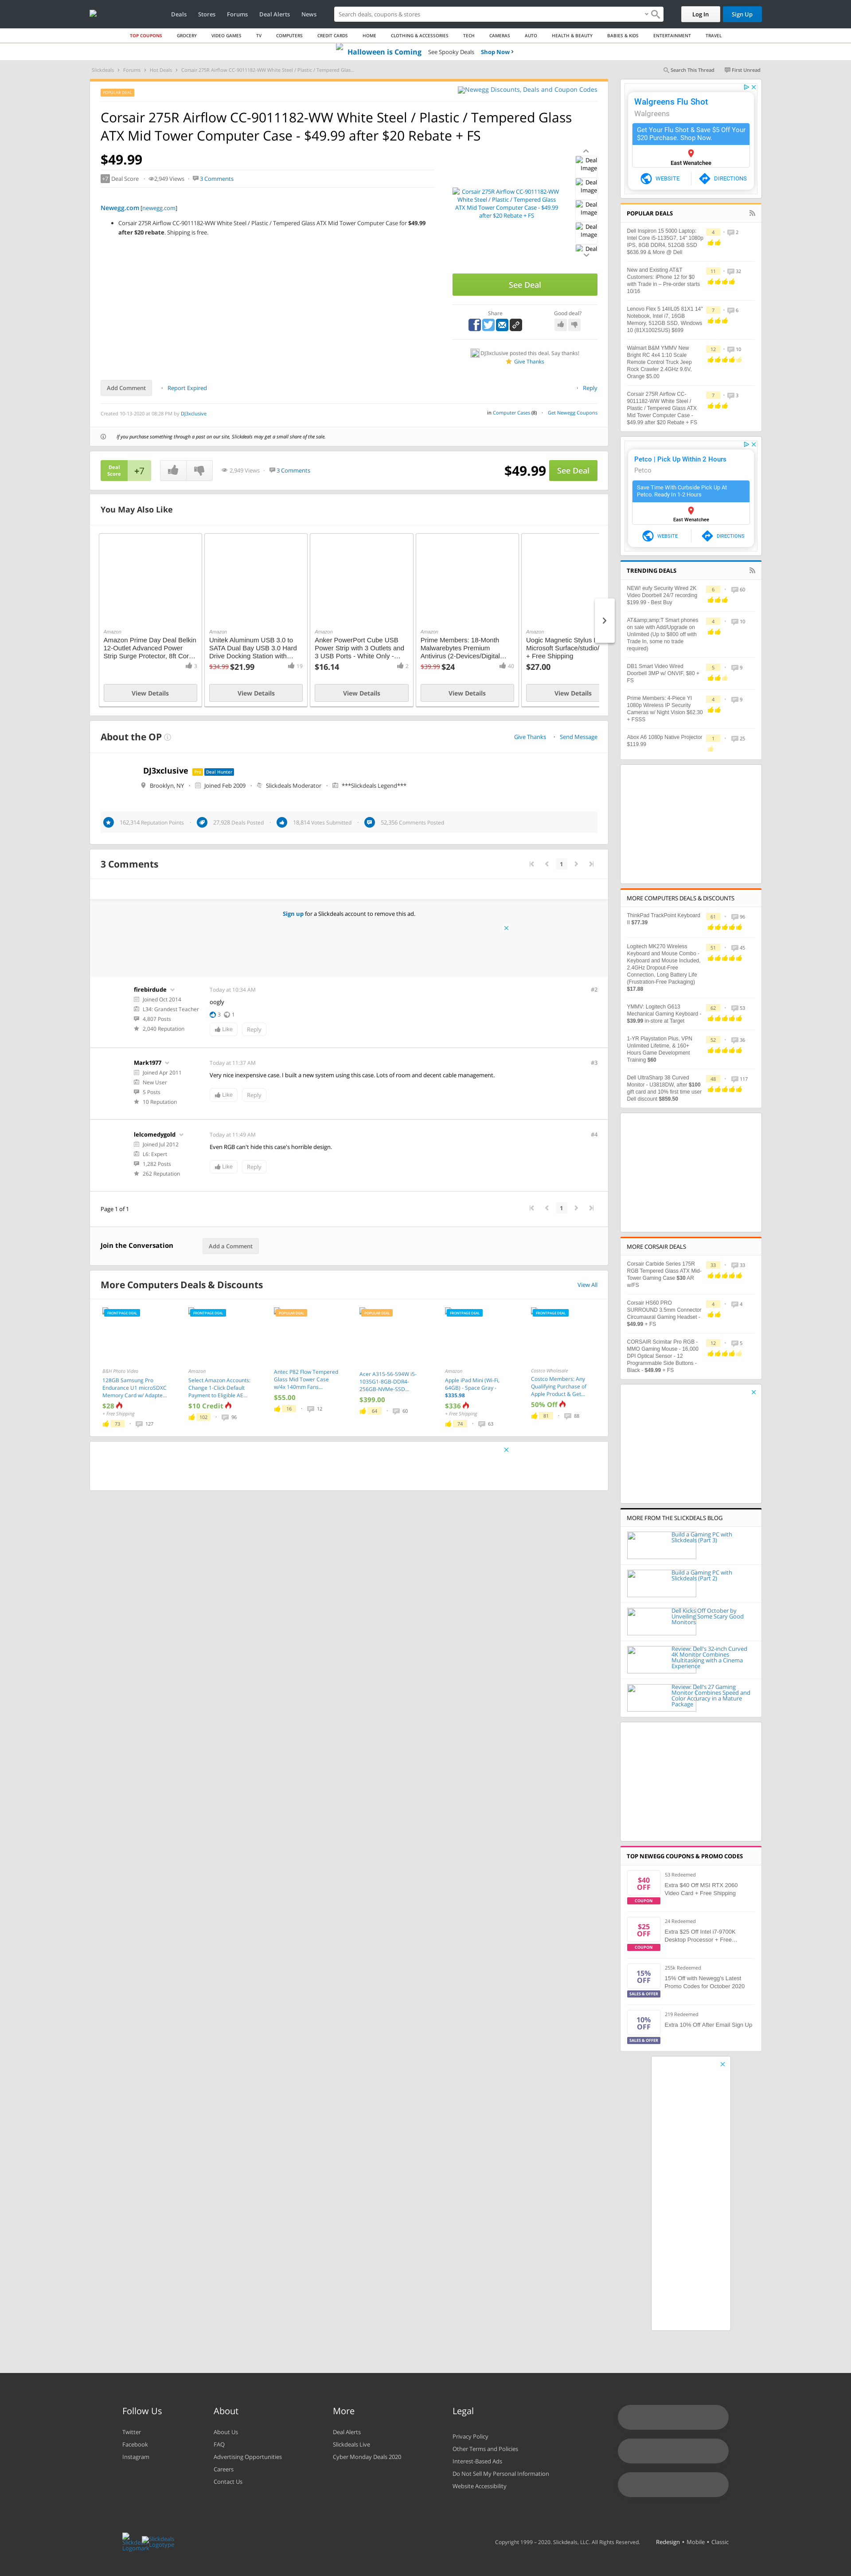 Deals
Stores
Forums
Deal Alerts
News
Search deals, coupons & stores
Log In
Sign Up
TOP COUPONS
GROCERY
VIDEO GAMES
TV
COMPUTERS
CREDIT CARDS
HOME
CLOTHING & ACCESSORIES
TECH
CAMERAS
AUTO
HEALTH & BEAUTY
BABIES & KIDS
ENTERTAINMENT
TRAVEL
Halloween is Coming See Spooky Deals Shop Now
Slickdeals Forums Hot Deals Corsair 275R Airflow CC-9011182-WW White Steel / Plastic / Tempered Glas...
Search This Thread
First Unread
POPULAR DEAL
Newegg Discounts, Deals and Coupon Codes
Corsair 275R Airflow CC-9011182-WW White Steel / Plastic / Tempered Glass
ATX Mid Tower Computer Case - $49.99 after $20 Rebate + FS
$49.99
+7 Deal Score
2,949 Views
3 Comments
Newegg.com [newegg.com]
Corsair 275R Airflow CC-9011182-WW White Steel / Plastic / Tempered Glass ATX Mid Tower Computer Case for $49.99
after $20 rebate. Shipping is free.
Corsair 275R Airflow CC-9011182-WW
White Steel / Plastic / Tempered Glass
ATX Mid Tower Computer Case - $49.99
after $20 Rebate + FS
Deal Image
Deal Image
Deal Image
Deal Image
Deal
See Deal
Share
Good deal?
DJ3xclusive posted this deal. Say thanks!
Give Thanks
Add Comment
Report Expired
Reply
Created 10-13-2020 at 08:28 PM by DJ3xclusive
in Computer Cases (6)
Get Newegg Coupons
If you purchase something through a post on our site, Slickdeals may get a small share of the sale.
Deal Score +7
2,949 Views
3 Comments
$49.99
See Deal
You May Also Like
Amazon
Amazon Prime Day Deal Belkin
12-Outlet Advanced Power
Strip Surge Protector, 8ft Cor...
3
View Details
Amazon
Unitek Aluminum USB 3.0 to
SATA Dual Bay USB 3.0 Hard
Drive Docking Station with...
$34.99 $21.99
19
View Details
Amazon
Anker PowerPort Cube USB
Power Strip with 3 Outlets and
3 USB Ports - White Only -...
$16.14
2
View Details
Amazon
Prime Members: 18-Month
Malwarebytes Premium
Antivirus (2-Devices/Digital...
$39.99 $24
40
View Details
Amazon
Uogic Magnetic Stylus
Microsoft Surface/studio/
+ Free Shipping
$27.00
View Details
About the OP
Give Thanks
Send Message
DJ3xclusive Pro Deal Hunter
Brooklyn, NY
Joined Feb 2009
Slickdeals Moderator
***Slickdeals Legend***
162,314 Reputation Points
27,928 Deals Posted
18,814 Votes Submitted
52,356 Comments Posted
3 Comments
1
Sign up for a Slickdeals account to remove this ad.
firebirdude
Joined Oct 2014
L34: Grandest Teacher
4,807 Posts
2,040 Reputation
Today at 10:34 AM
#2
oogly
3 1
Like
Reply
Mark1977
Joined Apr 2011
New User
5 Posts
10 Reputation
Today at 11:37 AM
#3
Very nice inexpensive case. I built a new system using this case. Lots of room and decent cable management.
Like
Reply
lelcomedygold
Joined Jul 2012
L6: Expert
1,282 Posts
262 Reputation
Today at 11:49 AM
#4
Even RGB can't hide this case's horrible design.
Like
Reply
Page 1 of 1
1
Join the Conversation
Add a Comment
More Computers Deals & Discounts
View All
FRONTPAGE DEAL
B&H Photo Video
128GB Samsung Pro
Endurance U1 microSDXC
Memory Card w/ Adapte...
$28
+ Free Shipping
73 127
FRONTPAGE DEAL
Amazon
Select Amazon Accounts:
Change 1-Click Default
Payment to Eligible AE...
$10 Credit
102 96
POPULAR DEAL
Antec P82 Flow Tempered
Glass Mid Tower Case
w/4x 140mm Fans...
$55.00
16 12
POPULAR DEAL
Acer A315-56-594W i5-
1035G1-8GB-DDR4-
256GB-NVMe-SSD...
$399.00
64 60
FRONTPAGE DEAL
Amazon
Apple iPad Mini (Wi-Fi,
64GB) - Space Gray -
$335.98
$336
+ Free Shipping
74 63
FRONTPAGE DEAL
Costco Wholesale
Costco Members: Any
Qualifying Purchase of
Apple Product & Get...
50% Off
81 88
Walgreens Flu Shot
Walgreens
Get Your Flu Shot & Save $5 Off Your
$20 Purchase. Shop Now.
East Wenatchee
WEBSITE
DIRECTIONS
POPULAR DEALS
Dell Inspiron 15 5000 Laptop:
Intel Core i5-1135G7, 14" 1080p
IPS, 8GB DDR4, 512GB SSD
$636.99 & More @ Dell
4 2
New and Existing AT&T
Customers: iPhone 12 for $0
with Trade in – Pre-order starts
10/16
11 32
Lenovo Flex 5 14IIL05 81X1 14"
Notebook, Intel i7, 16GB
Memory, 512GB SSD, Windows
10 (81X1002SUS) $699
7 6
Walmart B&M YMMV New
Bright RC 4x4 1:10 Scale
Remote Control Truck Jeep
Rock Crawler 2.4GHz 9.6V,
Orange $5.00
12 10
Corsair 275R Airflow CC-
9011182-WW White Steel /
Plastic / Tempered Glass ATX
Mid Tower Computer Case -
$49.99 after $20 Rebate + FS
7 3
Petco | Pick Up Within 2 Hours
Petco
Save Time With Curbside Pick Up At
Petco. Ready In 1-2 Hours
East Wenatchee
WEBSITE
DIRECTIONS
TRENDING DEALS
NEW! eufy Security Wired 2K
Video Doorbell 24/7 recording
$199.99 - Best Buy
6 60
AT&amp;amp;T Smart phones
on sale with Add/Upgrade on
Unlimited (Up to $800 off with
Trade In, some no trade
required)
4 10
DB1 Smart Video Wired
Doorbell 3MP w/ ONVIF, $80 +
FS
5 9
Prime Members: 4-Piece YI
1080p Wireless IP Security
Cameras w/ Night Vision $62.30
+ FSSS
4 9
Abox A6 1080p Native Projector
$119.99
1 25
MORE COMPUTERS DEALS & DISCOUNTS
ThinkPad TrackPoint Keyboard
II $77.39
61 96
Logitech MK270 Wireless
Keyboard and Mouse Combo -
Keyboard and Mouse Included,
2.4GHz Dropout-Free
Connection, Long Battery Life
(Frustration-Free Packaging)
$17.88
51 45
YMMV: Logitech G613
Mechanical Gaming Keyboard -
$39.99 in-store at Target
62 53
1-YR Playstation Plus, VPN
Unlimited Lifetime, & 160+
Hours Game Development
Training $60
52 36
Dell UltraSharp 38 Curved
Monitor - U3818DW, after $100
gift card and 10% first time user
Dell discount $859.50
48 117
MORE CORSAIR DEALS
Corsair Carbide Series 175R
RGB Tempered Glass ATX Mid-
Tower Gaming Case $30 AR
w/FS
33 33
Corsair HS60 PRO
SURROUND 3.5mm Connector
Circumaural Gaming Headset -
$49.99 + FS
4 4
CORSAIR Scimitar Pro RGB -
MMO Gaming Mouse - 16,000
DPI Optical Sensor - 12
Programmable Side Buttons -
Black - $49.99 + FS
12 5
MORE FROM THE SLICKDEALS BLOG
Build a Gaming PC with
Slickdeals (Part 3)
Build a Gaming PC with
Slickdeals (Part 2)
Dell Kicks Off October by
Unveiling Some Scary Good
Monitors
Review: Dell's 32-inch Curved
4K Monitor Combines
Multitasking with a Cinema
Experience
Review: Dell's 27 Gaming
Monitor Combines Speed and
Color Accuracy in a Mature
Package
TOP NEWEGG COUPONS & PROMO CODES
$40 OFF COUPON
53 Redeemed
Extra $40 Off MSI RTX 2060
Video Card + Free Shipping
$25 OFF COUPON
24 Redeemed
Extra $25 Off Intel i7-9700K
Desktop Processor + Free...
15% OFF SALES & OFFER
255k Redeemed
15% Off with Newegg's Latest
Promo Codes for October 2020
10% OFF SALES & OFFER
219 Redeemed
Extra 10% Off After Email Sign Up
Follow Us
Twitter
Facebook
Instagram
About
About Us
FAQ
Advertising Opportunities
Careers
Contact Us
More
Deal Alerts
Slickdeals Live
Cyber Monday Deals 2020
Legal
Privacy Policy
Other Terms and Policies
Interest-Based Ads
Do Not Sell My Personal Information
Website Accessibility
Slickdeals Logomark
Slickdeals Logotype
Copyright 1999 – 2020. Slickdeals, LLC. All Rights Reserved.
Redesign • Mobile • Classic